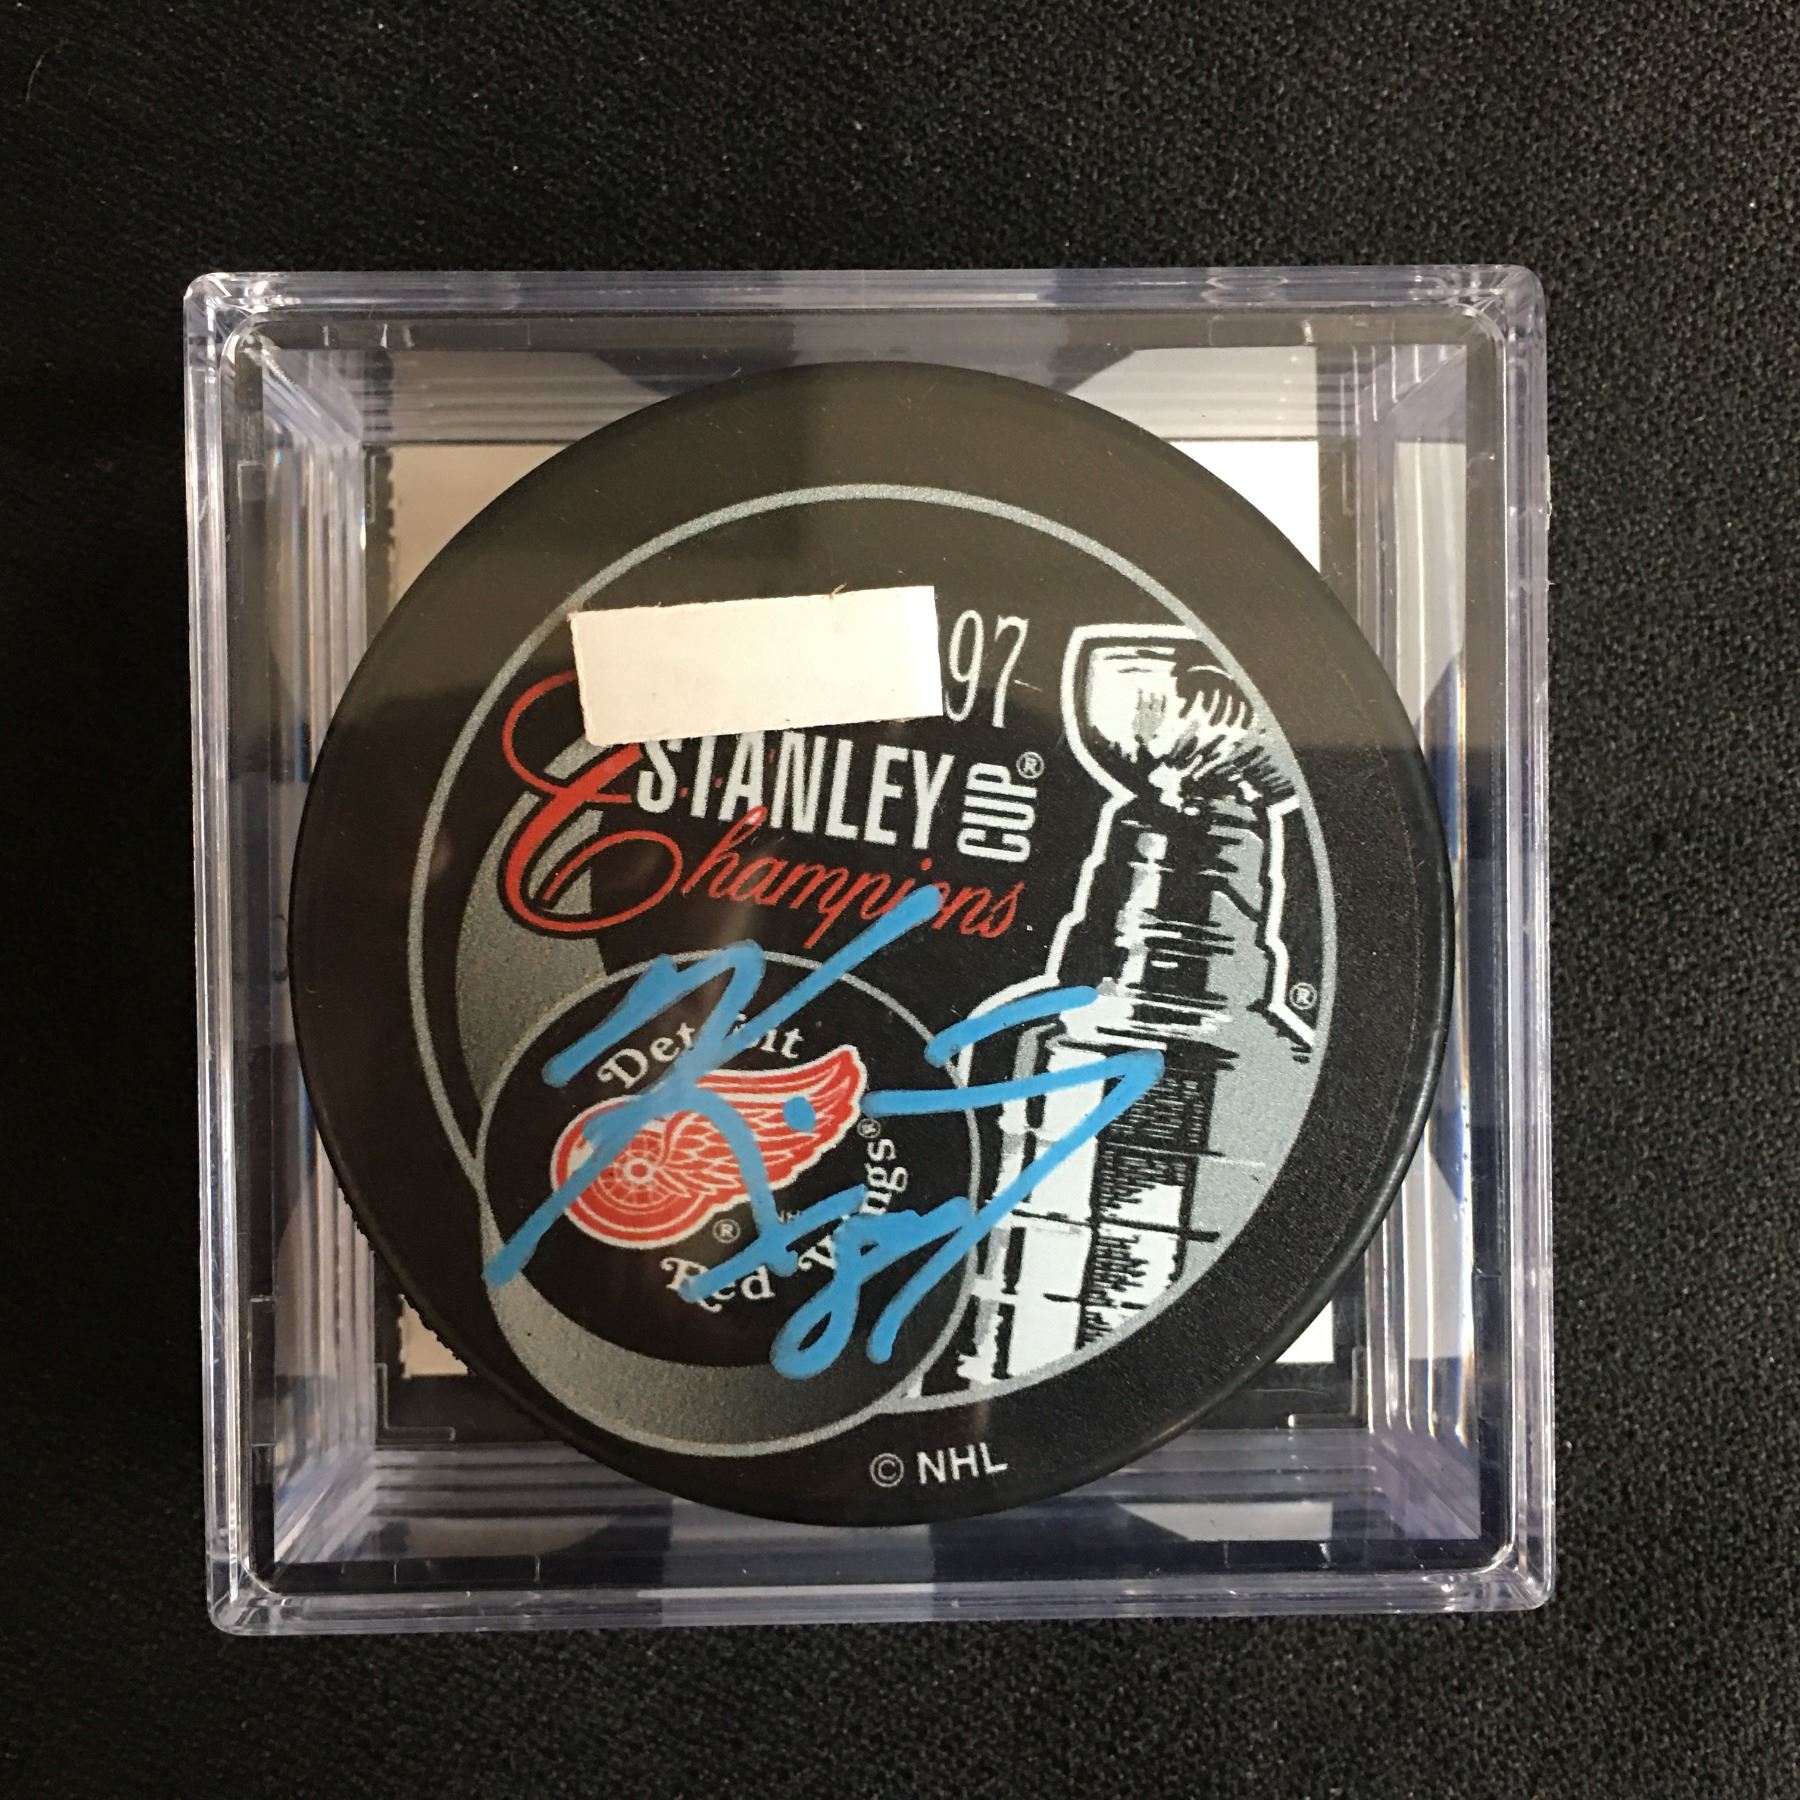 97
STANLEY
CUP®
Champions
®
Detroit
Red Wings®
®
© NHL